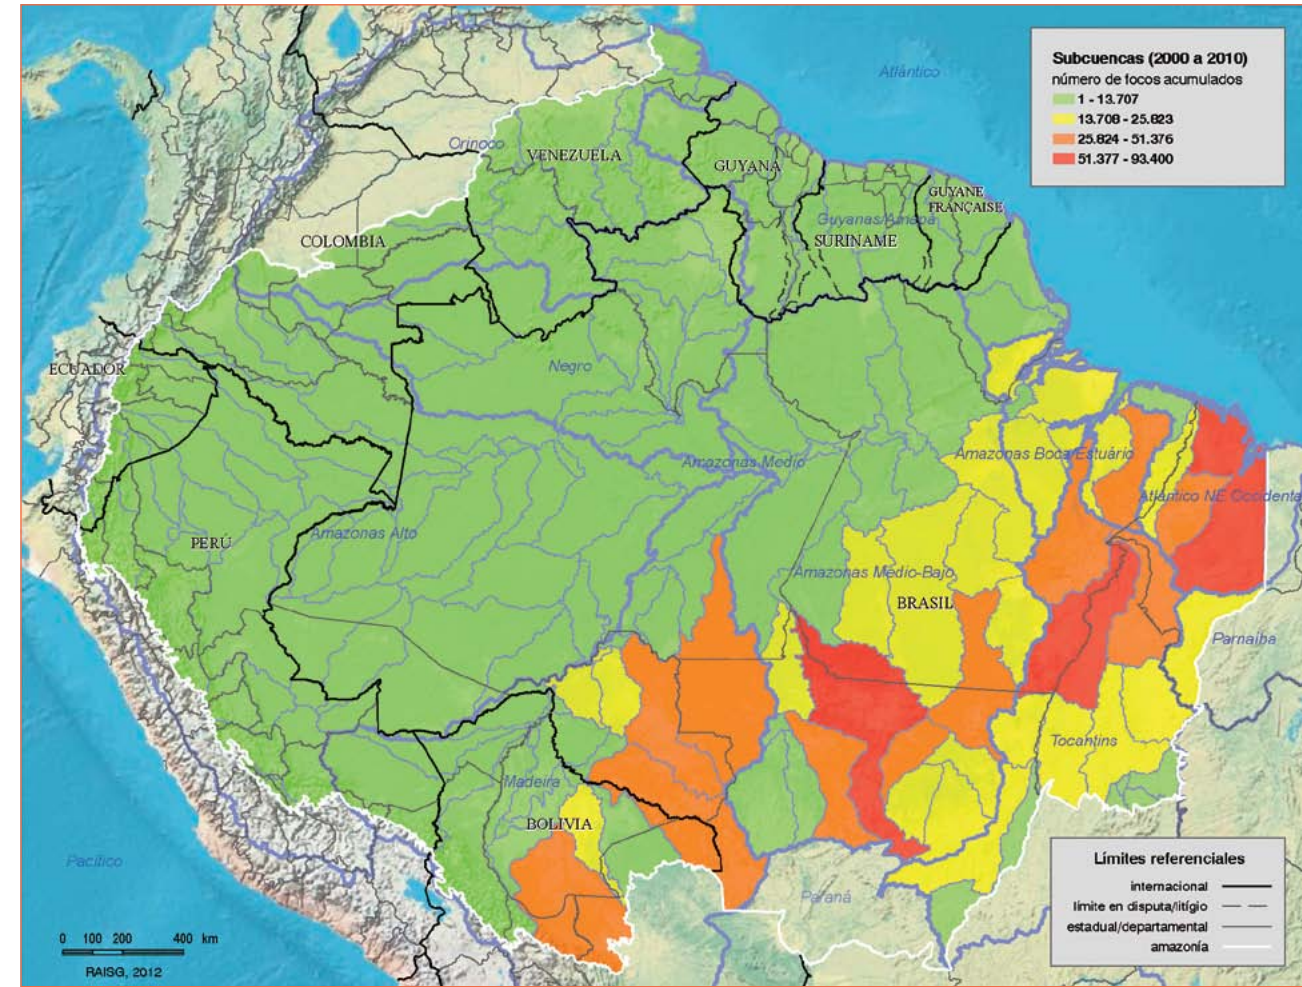 Subcuencas (2000 a 2010)
número de focos acumulados
1 - 13.707
13.708 - 25.823
25.824 - 51.376
51.377 - 93.400
Atlántico
Orinoco
VENEZUELA
GUYANA
GUYANE
FRANÇAISE
Guyanas/Amapá
SURINAME
COLOMBIA
ECUADOR
Negro
Amazonas Medio
Amazonas Boca/Estuário
Atlántico NE Occidental
PERÚ
Amazonas Alto
Amazonas Médio-Bajo
BRASIL
Parnaíba
Tocantins
Madeira
BOLIVIA
Pacífico
Paraná
Límites referenciales
internacional
límite en disputa/litígio
estadual/departamental
amazonía
0 100 200 400 km
RAISG, 2012